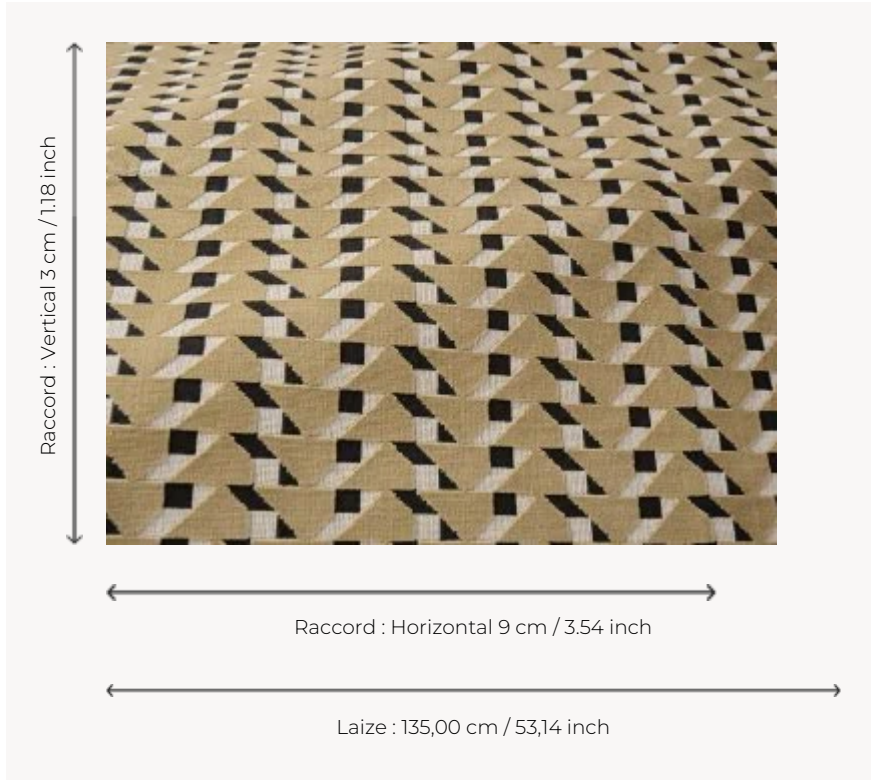 Raccord : Vertical 3 cm / 1.18 inch
Raccord : Horizontal 9 cm / 3.54 inch
Laize : 135,00 cm / 53,14 inch